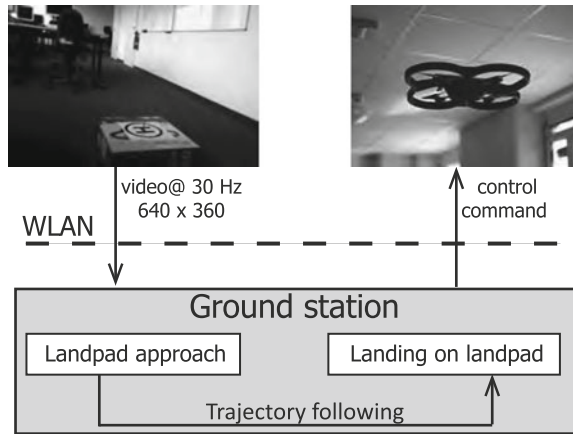 video@ 30 Hz
640 x 360
control
command
WLAN
Ground station
Landpad approach
Landing on landpad
Trajectory following